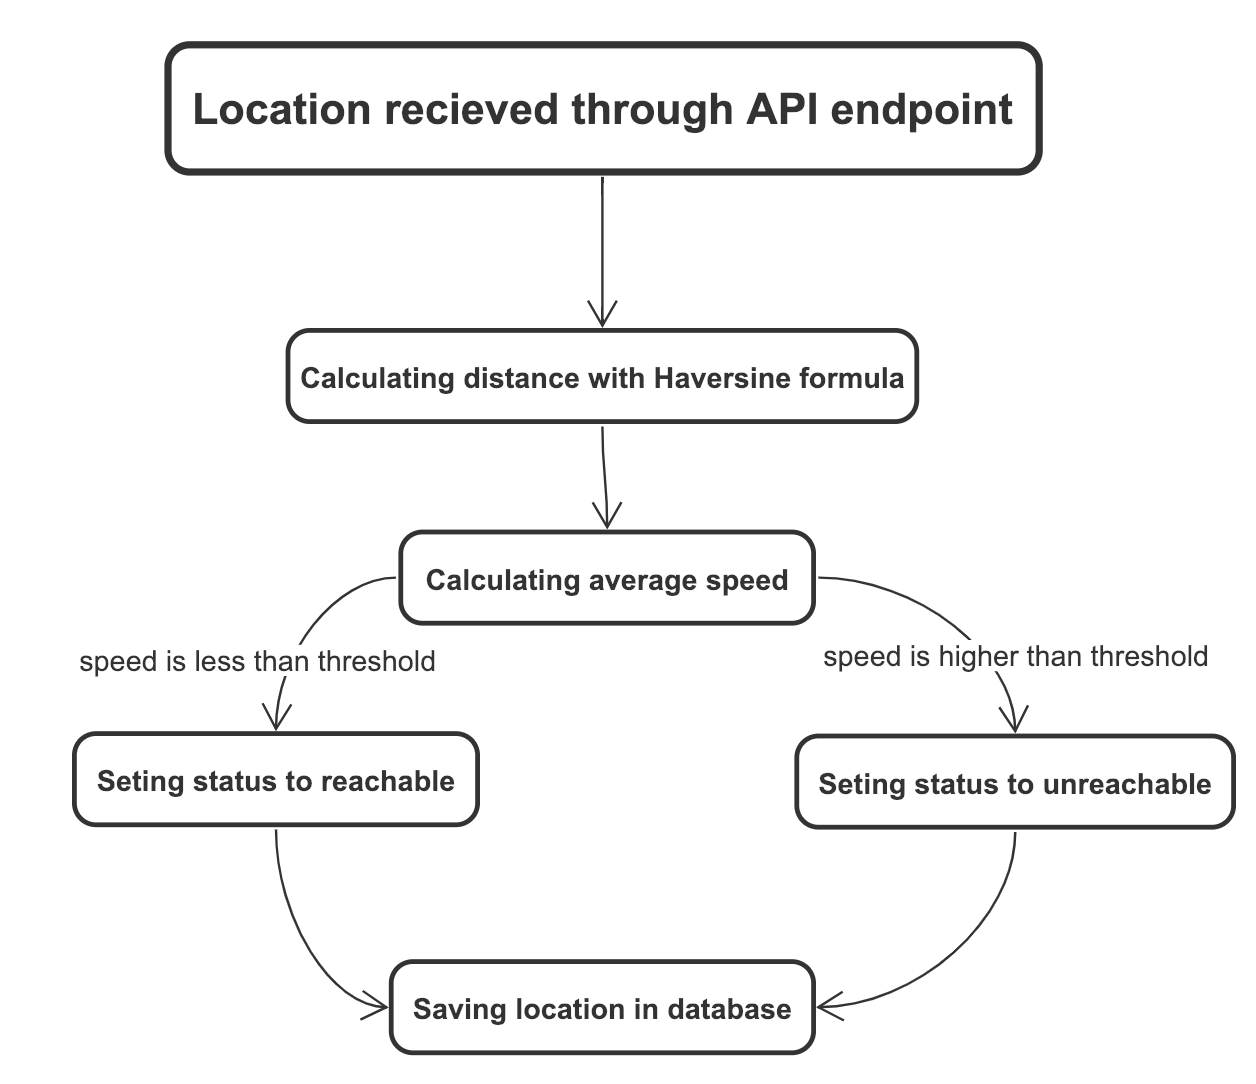 Location recieved through API endpoint
Calculating distance with Haversine formula
Calculating average speed
speed is less than threshold
speed is higher than threshold
Seting status to reachable
Seting status to unreachable
Saving location in database